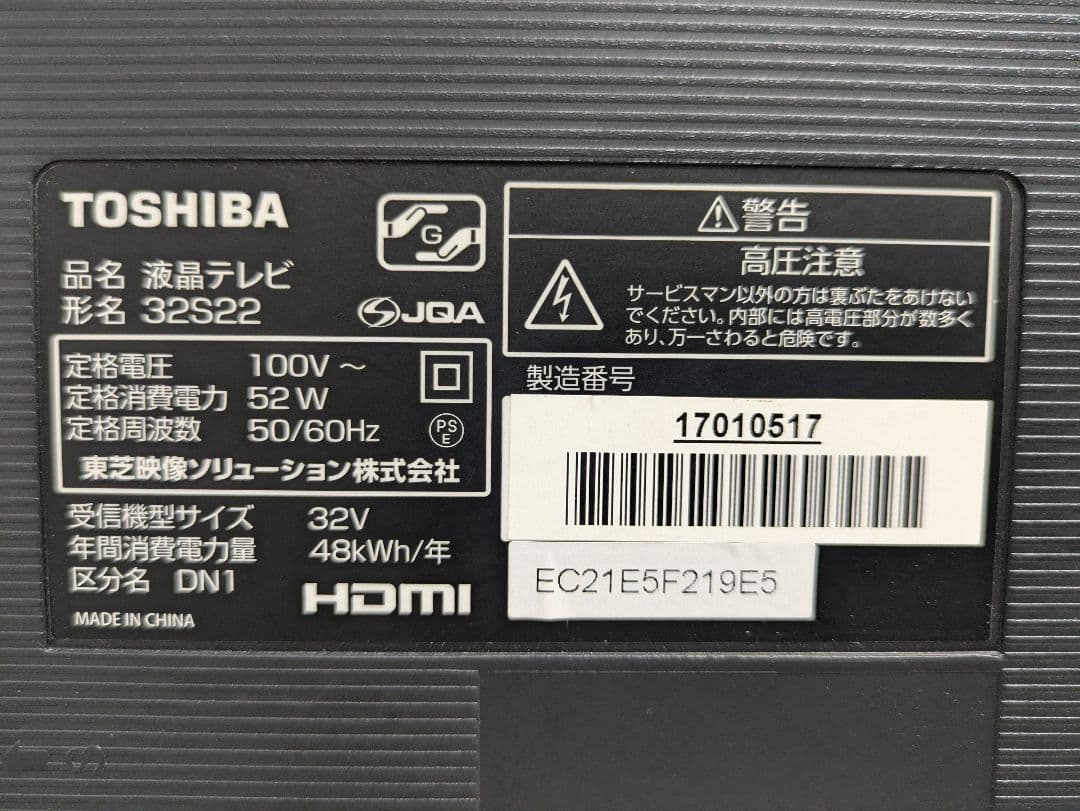 TOSHIBA
G
品名 液晶テレビ
形名 32S22
JQA
定格電圧 100V ～
定格消費電力 52W
定格周波数 50/60Hz
PS
E
東芝映像ソリューション株式会社
受信機型サイズ 32V
年間消費電力量 48kWh/年
区分名 DN1
HDMI
MADE IN CHINA
警告
高圧注意
サービスマン以外の方は裏ぶたをあけない
でください。内部には高電圧部分が数多く
あり、万一さわると危険です。
製造番号
17010517
EC21E5F219E5